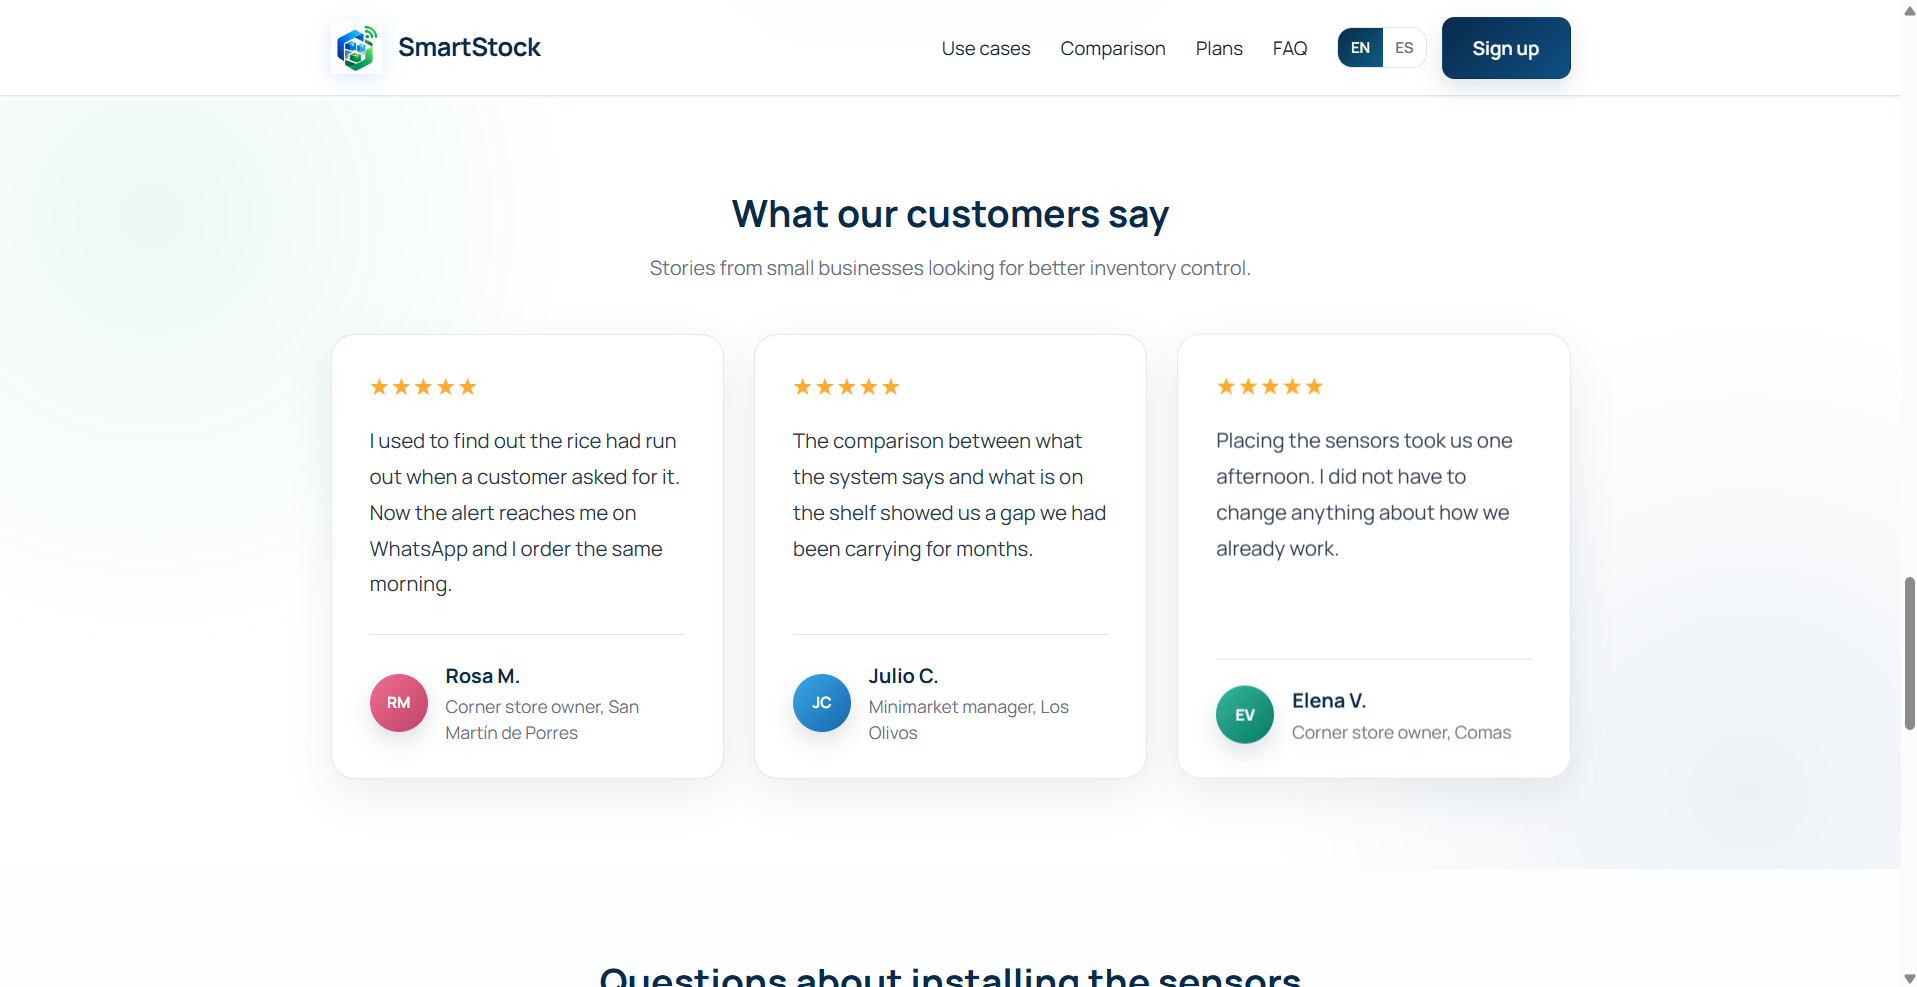 SmartStock
Use cases
Comparison
Plans
FAQ
EN
ES
Sign up
What our customers say
Stories from small businesses looking for better inventory control.
★★★★★
I used to find out the rice had run
out when a customer asked for it.
Now the alert reaches me on
WhatsApp and I order the same
morning.
RM
Rosa M.
Corner store owner, San
Martín de Porres
★★★★★
The comparison between what
the system says and what is on
the shelf showed us a gap we had
been carrying for months.
JC
Julio C.
Minimarket manager, Los
Olivos
★★★★★
Placing the sensors took us one
afternoon. I did not have to
change anything about how we
already work.
EV
Elena V.
Corner store owner, Comas
Questions about installing the sensors